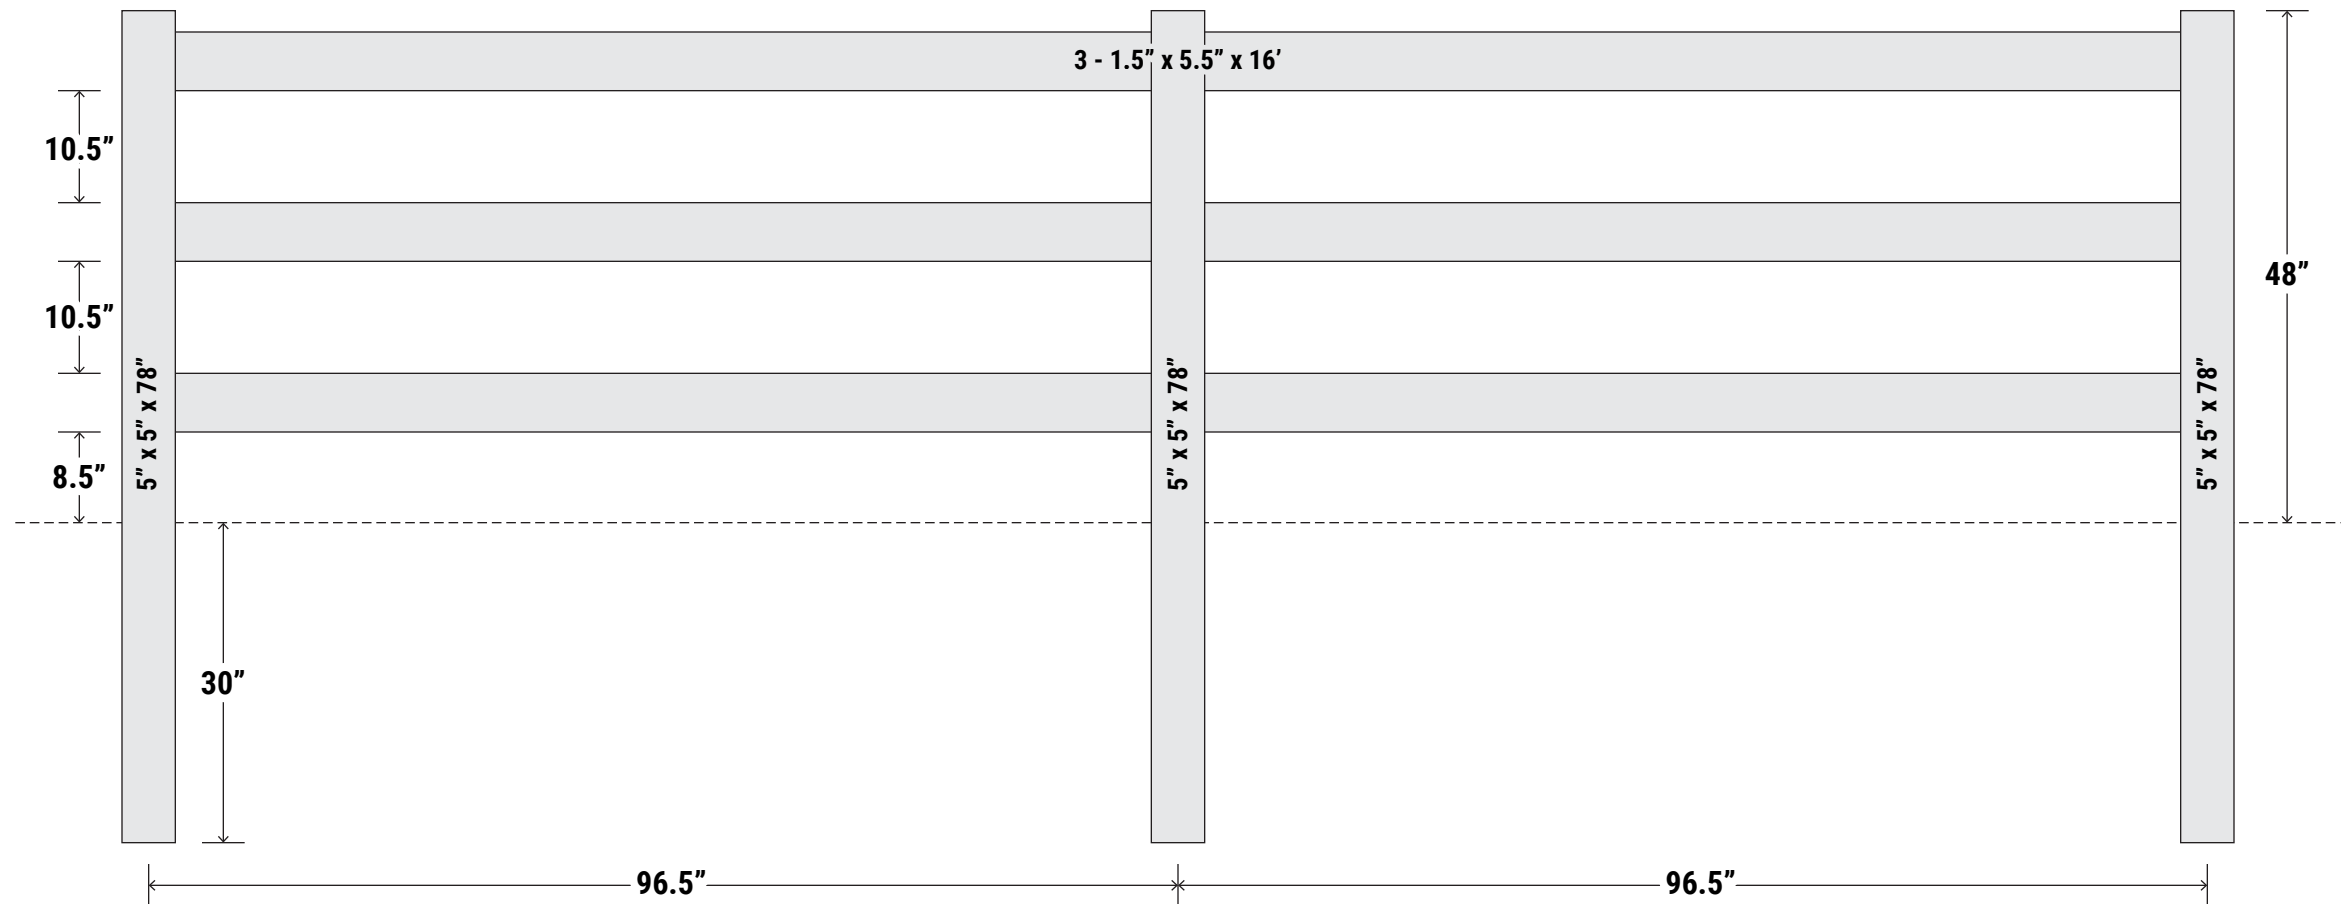 3 - 1.5” x 5.5” x 16’
10.5”
10.5”
8.5”
5” x 5” x 78”
5” x 5” x 78”
5” x 5” x 78”
48”
30”
96.5”
96.5”